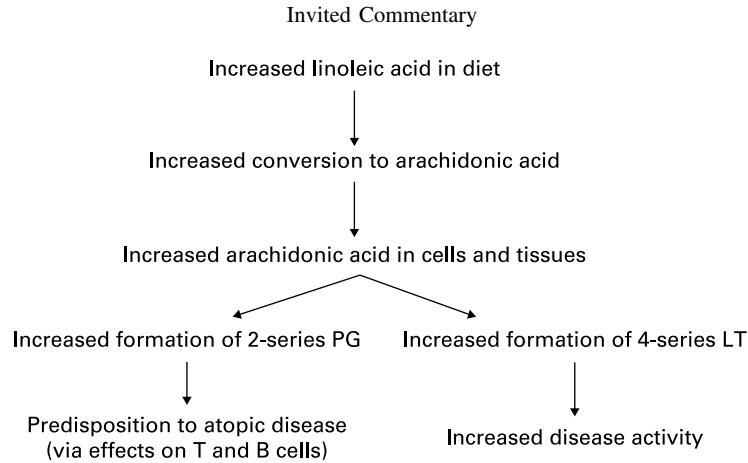 Invited Commentary
Increased linoleic acid in diet
Increased conversion to arachidonic acid
Increased arachidonic acid in cells and tissues
Increased formation of 2-series PG
Increased formation of 4-series LT
Predisposition to atopic disease
(via effects on T and B cells)
Increased disease activity